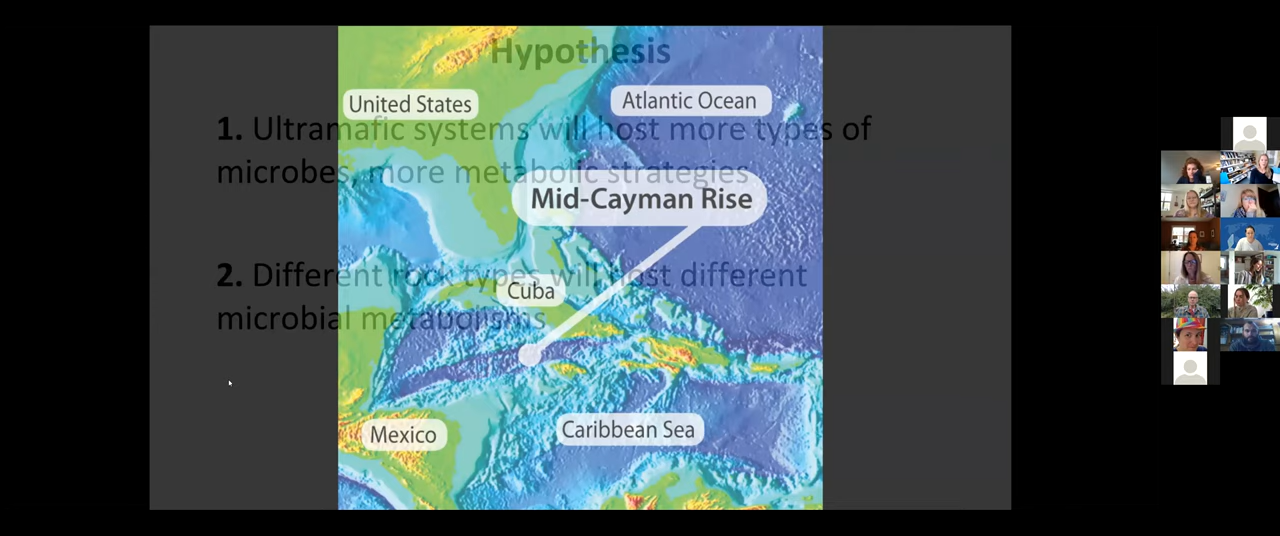 Hypothesis
United States
Atlantic Ocean
1. Ultramafic systems will host more types of
microbes, more metabolic strategies
Mid-Cayman Rise
2. Different rock types will host different
Cuba
microbial metabolisms
Mexico
Caribbean Sea